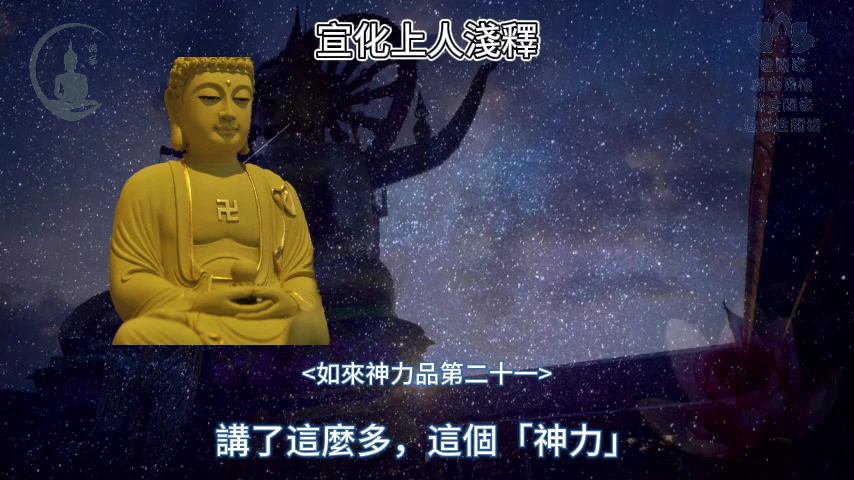 宣化上人淺釋
卍
<如來神力品第二十一>
講了這麼多，這個「神力」